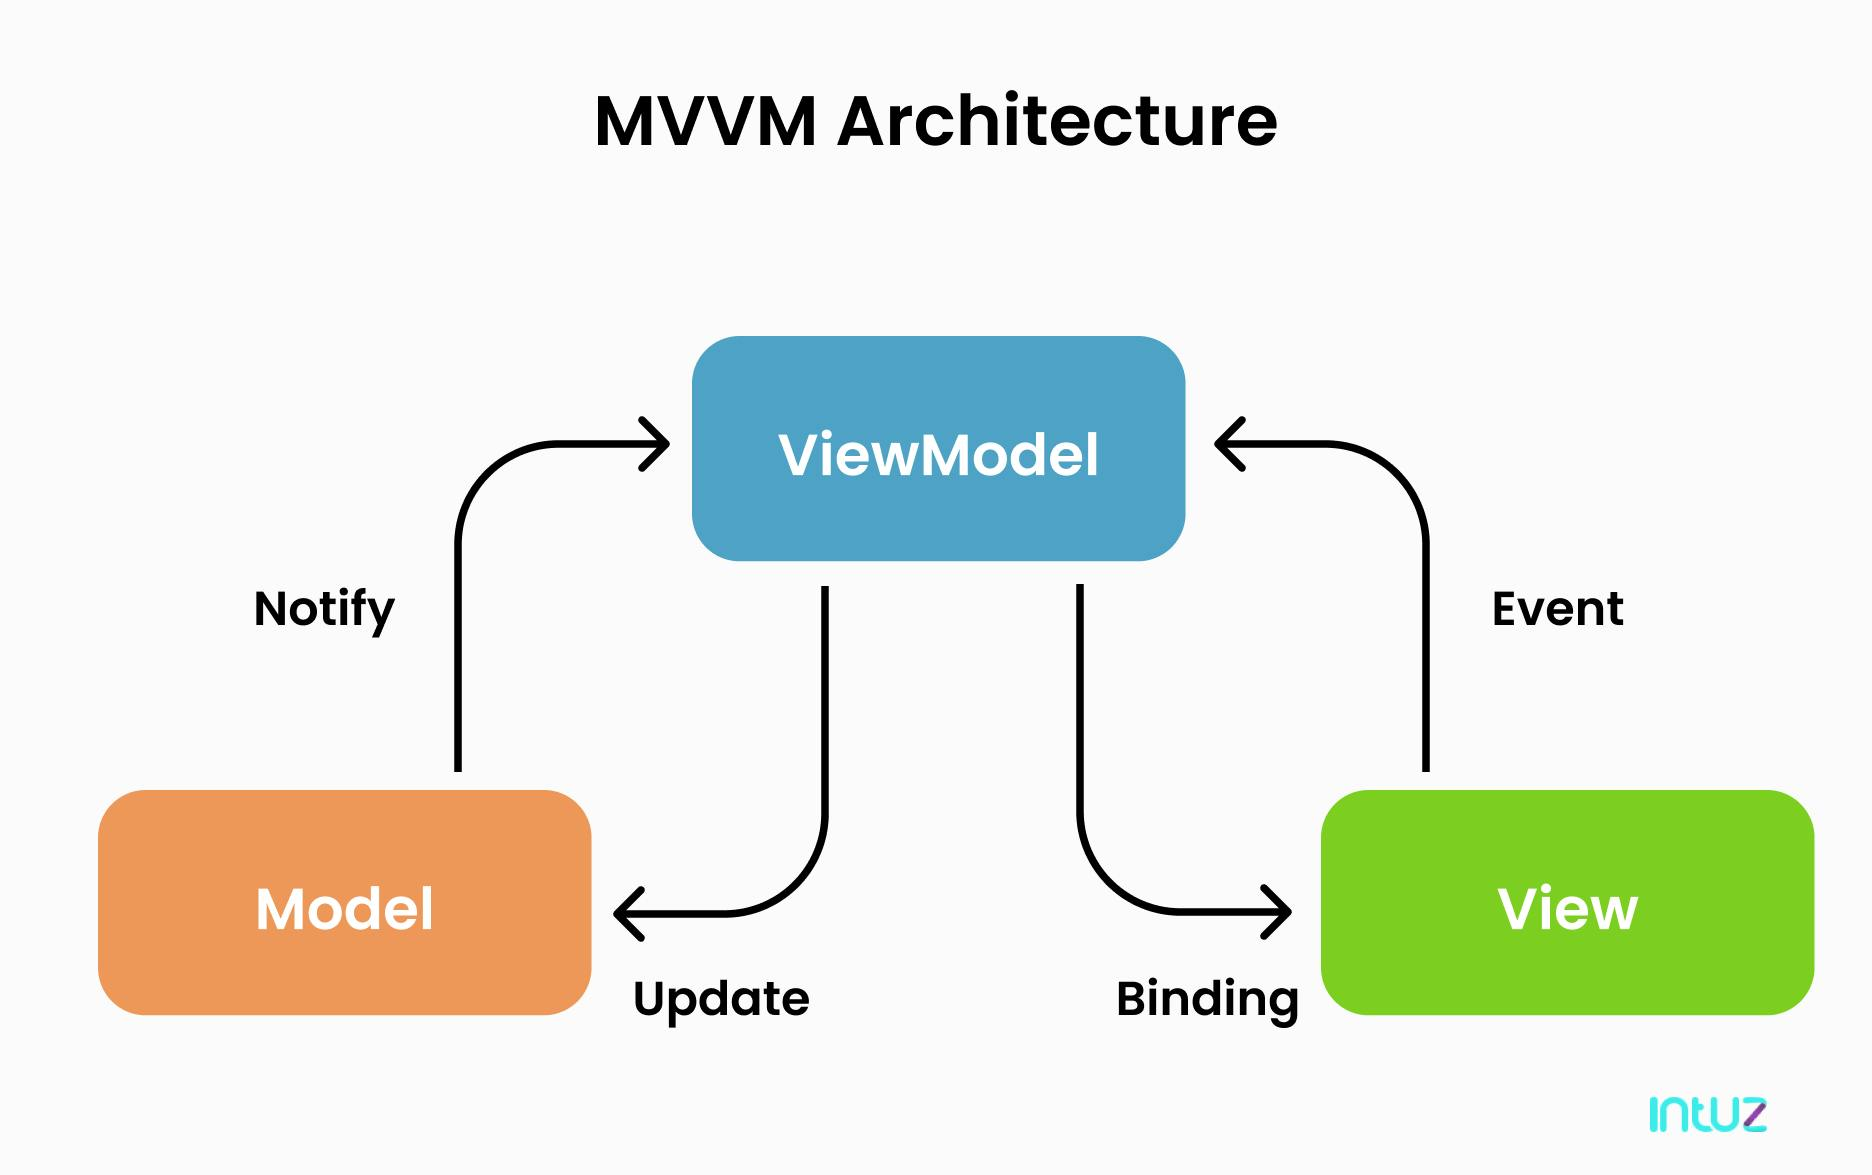 MVVM Architecture
ViewModel
Notify
Event
Model
View
Update
Binding
INTUZ